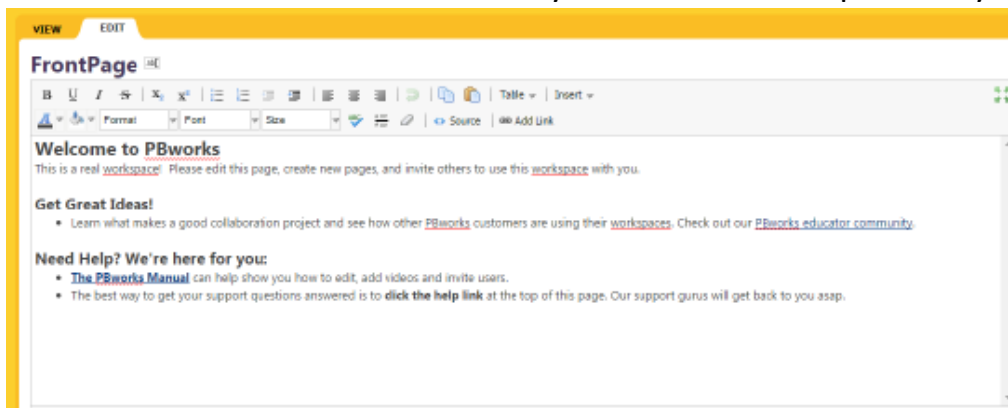 VIEW EDIT
FrontPage
B U I S X₂ x² Table Insert
A Format Font Size Source Add Link
Welcome to PBworks
This is a real workspace! Please edit this page, create new pages, and invite others to use this workspace with you.
Get Great Ideas!
• Learn what makes a good collaboration project and see how other PBworks customers are using their workspaces. Check out our PBworks educator community.
Need Help? We're here for you:
• The PBworks Manual can help show you how to edit, add videos and invite users.
• The best way to get your support questions answered is to click the help link at the top of this page. Our support gurus will get back to you asap.